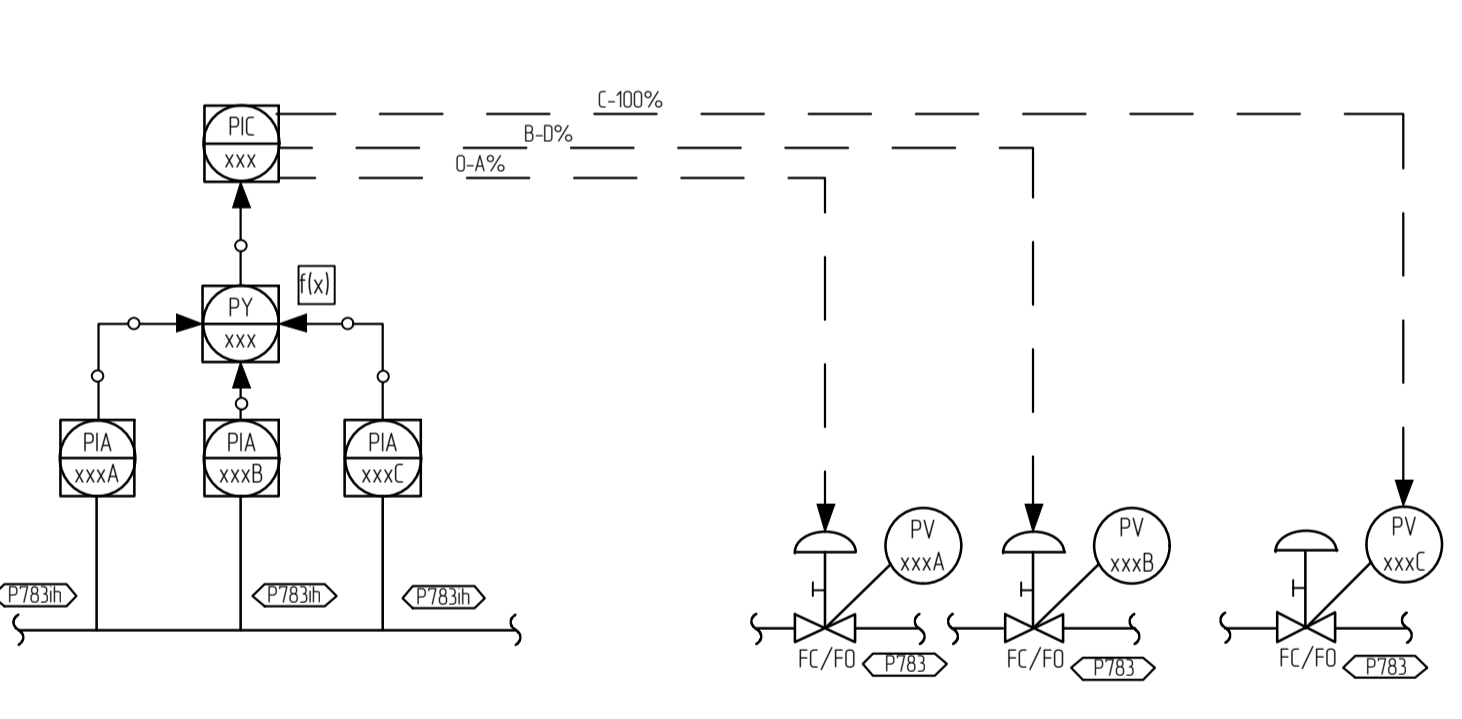 C-100%
PIC
xxx
B-D%
0-A%
f(x)
PY
xxx
PIA
xxxA
PIA
xxxB
PIA
xxxC
PV
xxxA
PV
xxxB
PV
xxxC
P783ih
P783ih
P783ih
FC/FO
P783
FC/FO
P783
FC/FO
P783